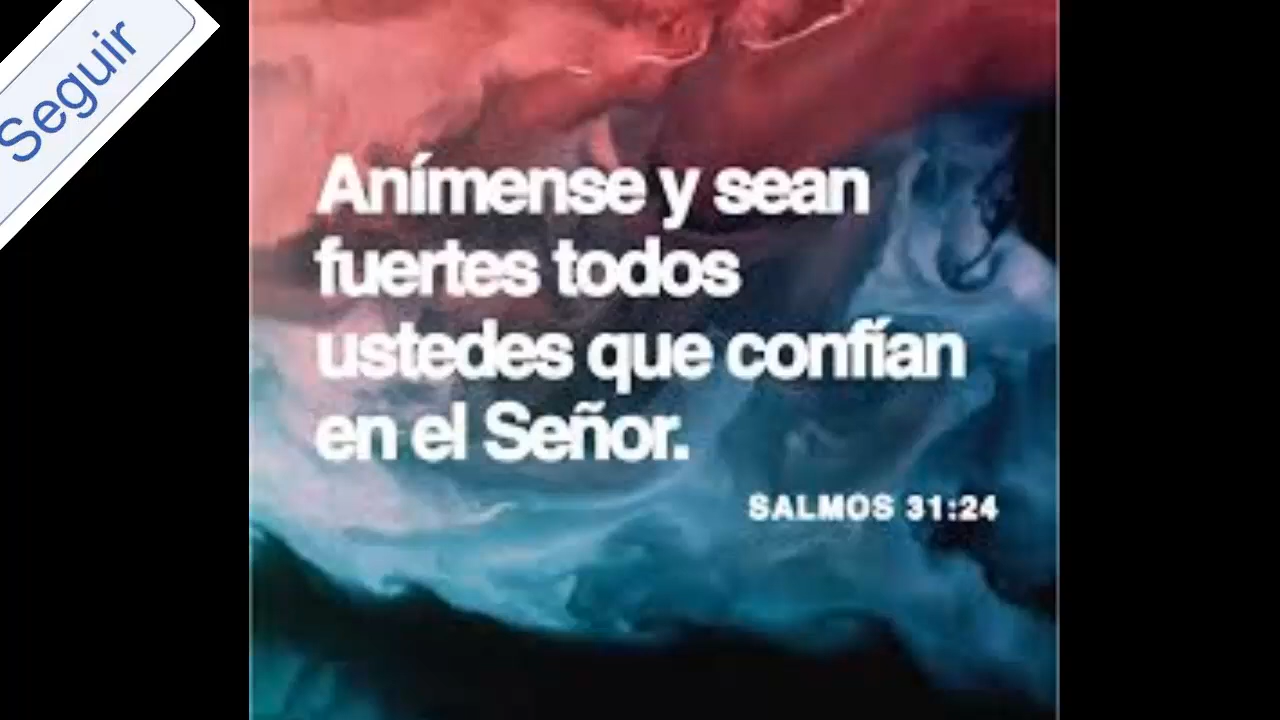 Seguir
Anímense y sean
fuertes todos
ustedes que confían
en el Señor.
SALMOS 31:24